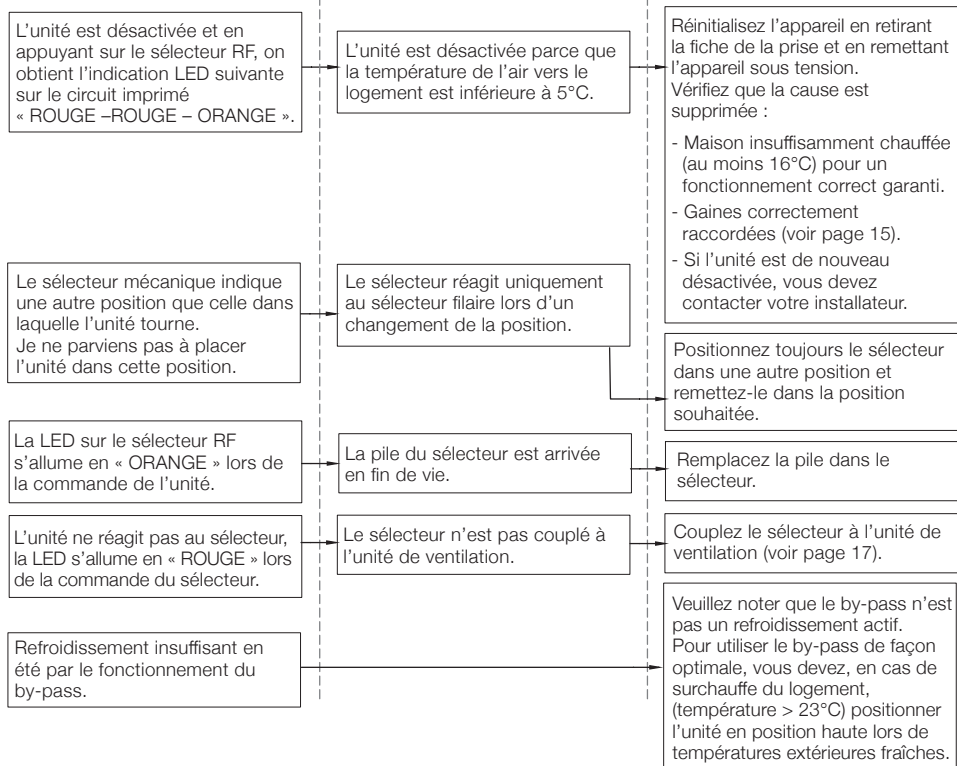 L'unité est désactivée et en
appuyant sur le sélecteur RF, on
obtient l'indication LED suivante
sur le circuit imprimé
« ROUGE –ROUGE – ORANGE ».
L'unité est désactivée parce que
la température de l'air vers le
logement est inférieure à 5°C.
Réinitialisez l'appareil en retirant
la fiche de la prise et en remettant
l'appareil sous tension.
Vérifiez que la cause est
supprimée :
- Maison insuffisamment chauffée
(au moins 16°C) pour un
fonctionnement correct garanti.
- Gaines correctement
raccordées (voir page 15).
- Si l'unité est de nouveau
désactivée, vous devez
contacter votre installateur.
Le sélecteur mécanique indique
une autre position que celle dans
laquelle l'unité tourne.
Je ne parviens pas à placer
l'unité dans cette position.
Le sélecteur réagit uniquement
au sélecteur filaire lors d'un
changement de la position.
Positionnez toujours le sélecteur
dans une autre position et
remettez-le dans la position
souhaitée.
La LED sur le sélecteur RF
s'allume en « ORANGE » lors de
la commande de l'unité.
La pile du sélecteur est arrivée
en fin de vie.
Remplacez la pile dans le
sélecteur.
L'unité ne réagit pas au sélecteur,
la LED s'allume en « ROUGE » lors
de la commande du sélecteur.
Le sélecteur n'est pas couplé à
l'unité de ventilation.
Couplez le sélecteur à l'unité de
ventilation (voir page 17).
Refroidissement insuffisant en
été par le fonctionnement du
by-pass.
Veuillez noter que le by-pass n'est
pas un refroidissement actif.
Pour utiliser le by-pass de façon
optimale, vous devez, en cas de
surchauffe du logement,
(température > 23°C) positionner
l'unité en position haute lors de
températures extérieures fraîches.